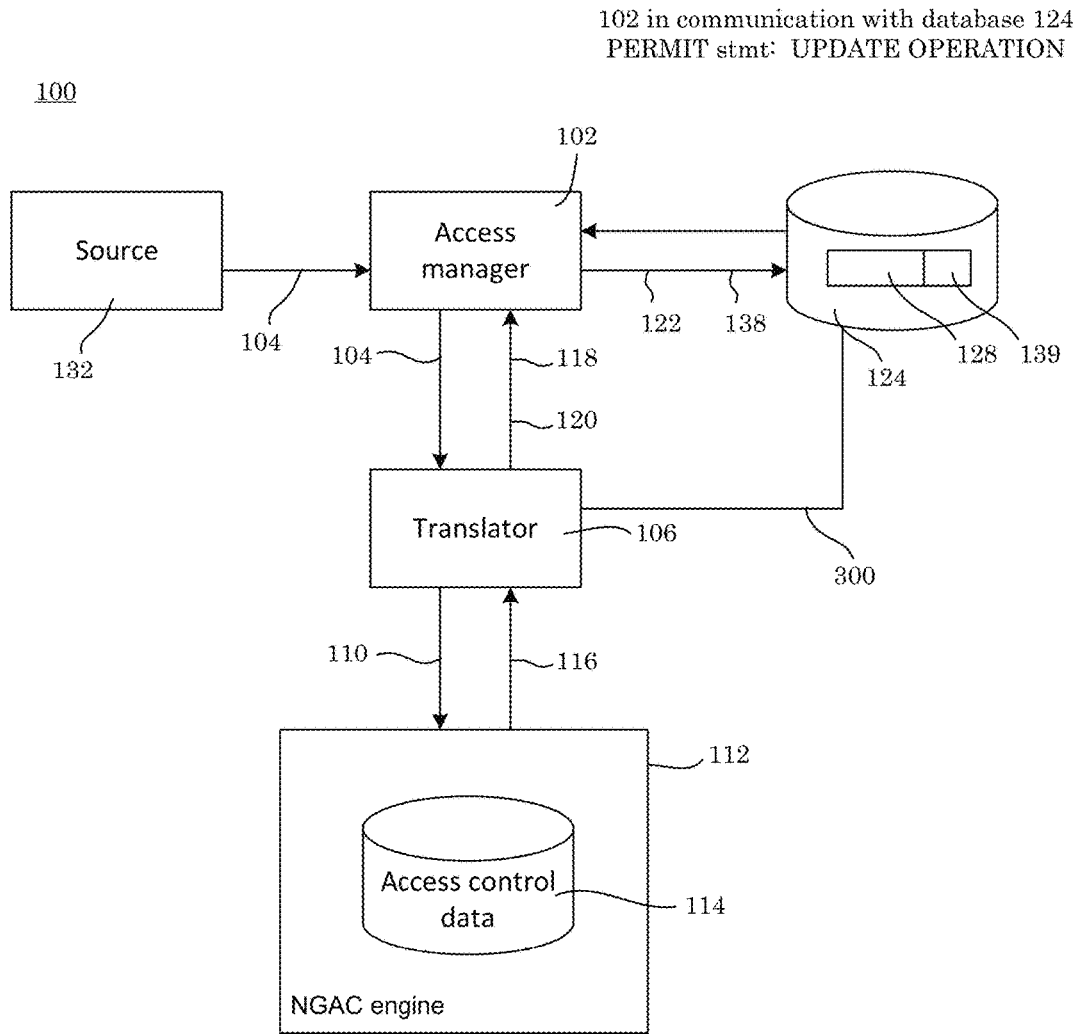 102 in communication with database 124
PERMIT stmt: UPDATE OPERATION
100
102
Source
Access
manager
104
122
138
132
128
139
124
104
118
120
Translator
106
300
110
116
112
Access control
data
114
NGAC engine